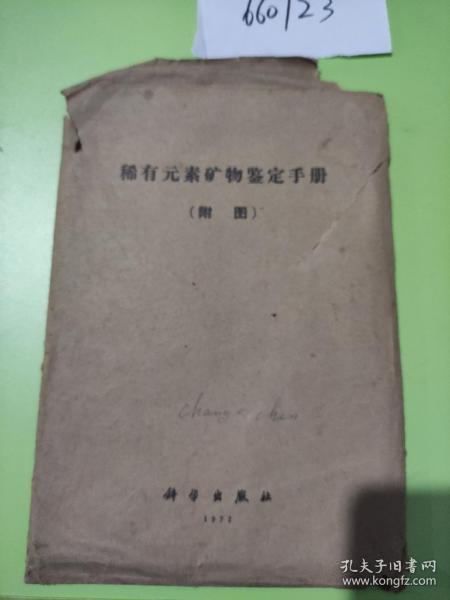 660/23
稀有元素矿物鉴定手册
(附 图)
chang chen
科学出版社
1972
孔夫子旧书网
www.kongfz.com